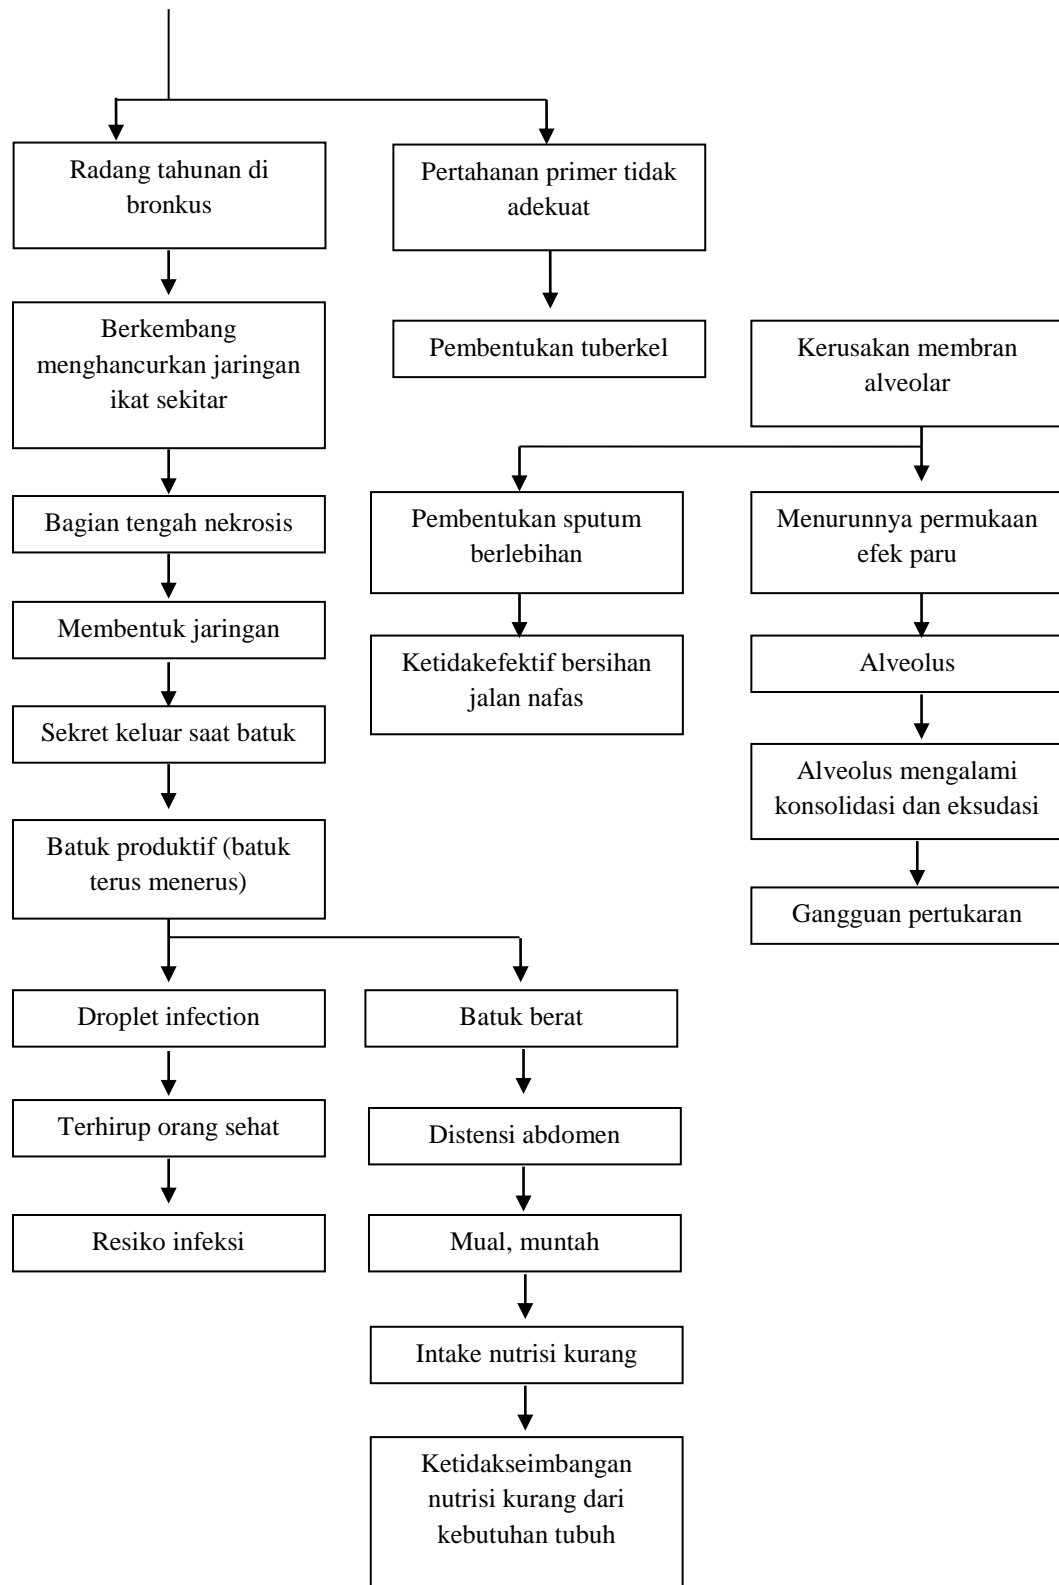 Radang tahunan di
bronkus
Pertahanan primer tidak
adekuat
Berkembang
menghancurkan jaringan
ikat sekitar
Pembentukan tuberkel
Kerusakan membran
alveolar
Bagian tengah nekrosis
Pembentukan sputum
berlebihan
Menurunnya permukaan
efek paru
Membentuk jaringan
Ketidakefektif bersihan
jalan nafas
Alveolus
Sekret keluar saat batuk
Alveolus mengalami
konsolidasi dan eksudasi
Batuk produktif (batuk
terus menerus)
Gangguan pertukaran
Droplet infection
Batuk berat
Terhirup orang sehat
Distensi abdomen
Resiko infeksi
Mual, muntah
Intake nutrisi kurang
Ketidakseimbangan
nutrisi kurang dari
kebutuhan tubuh